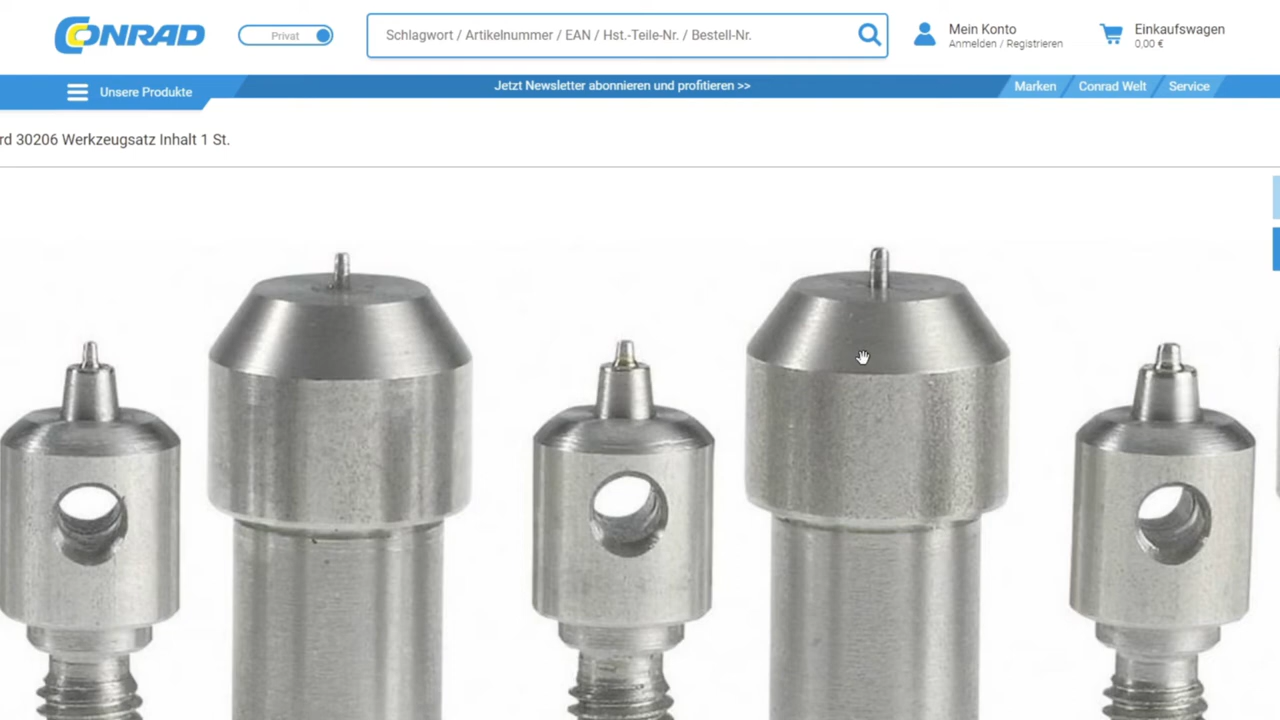 CONRAD
Privat
Schlagwort / Artikelnummer / EAN / Hst.-Teile-Nr. / Bestell-Nr.
Mein Konto
Anmelden / Registrieren
Einkaufswagen
0,00 €
Unsere Produkte
Jetzt Newsletter abonnieren und profitieren >>
Marken
Conrad Welt
Service
rd 30206 Werkzeugsatz Inhalt 1 St.